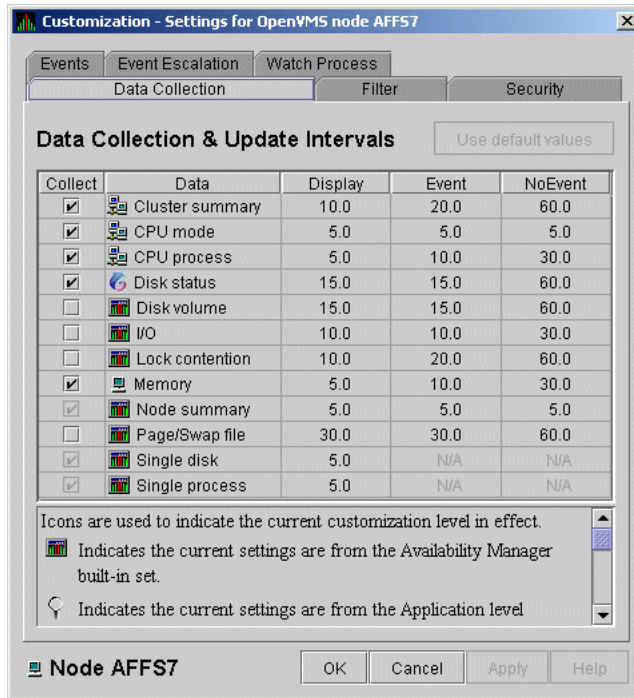 Customization - Settings for OpenVMS node AFFS7
Events Event Escalation Watch Process
Data Collection Filter Security
Data Collection & Update Intervals Use default values
Collect Data Display Event NoEvent
Cluster summary 10.0 20.0 60.0
CPU mode 5.0 5.0 5.0
CPU process 5.0 10.0 30.0
Disk status 15.0 15.0 60.0
Disk volume 15.0 15.0 60.0
I/O 10.0 10.0 30.0
Lock contention 10.0 20.0 60.0
Memory 5.0 10.0 30.0
Node summary 5.0 5.0 5.0
Page/Swap file 30.0 30.0 60.0
Single disk 5.0 N/A N/A
Single process 5.0 N/A N/A
Icons are used to indicate the current customization level in effect.
Indicates the current settings are from the Availability Manager
built-in set.
Indicates the current settings are from the Application level
Node AFFS7 OK Cancel Apply Help